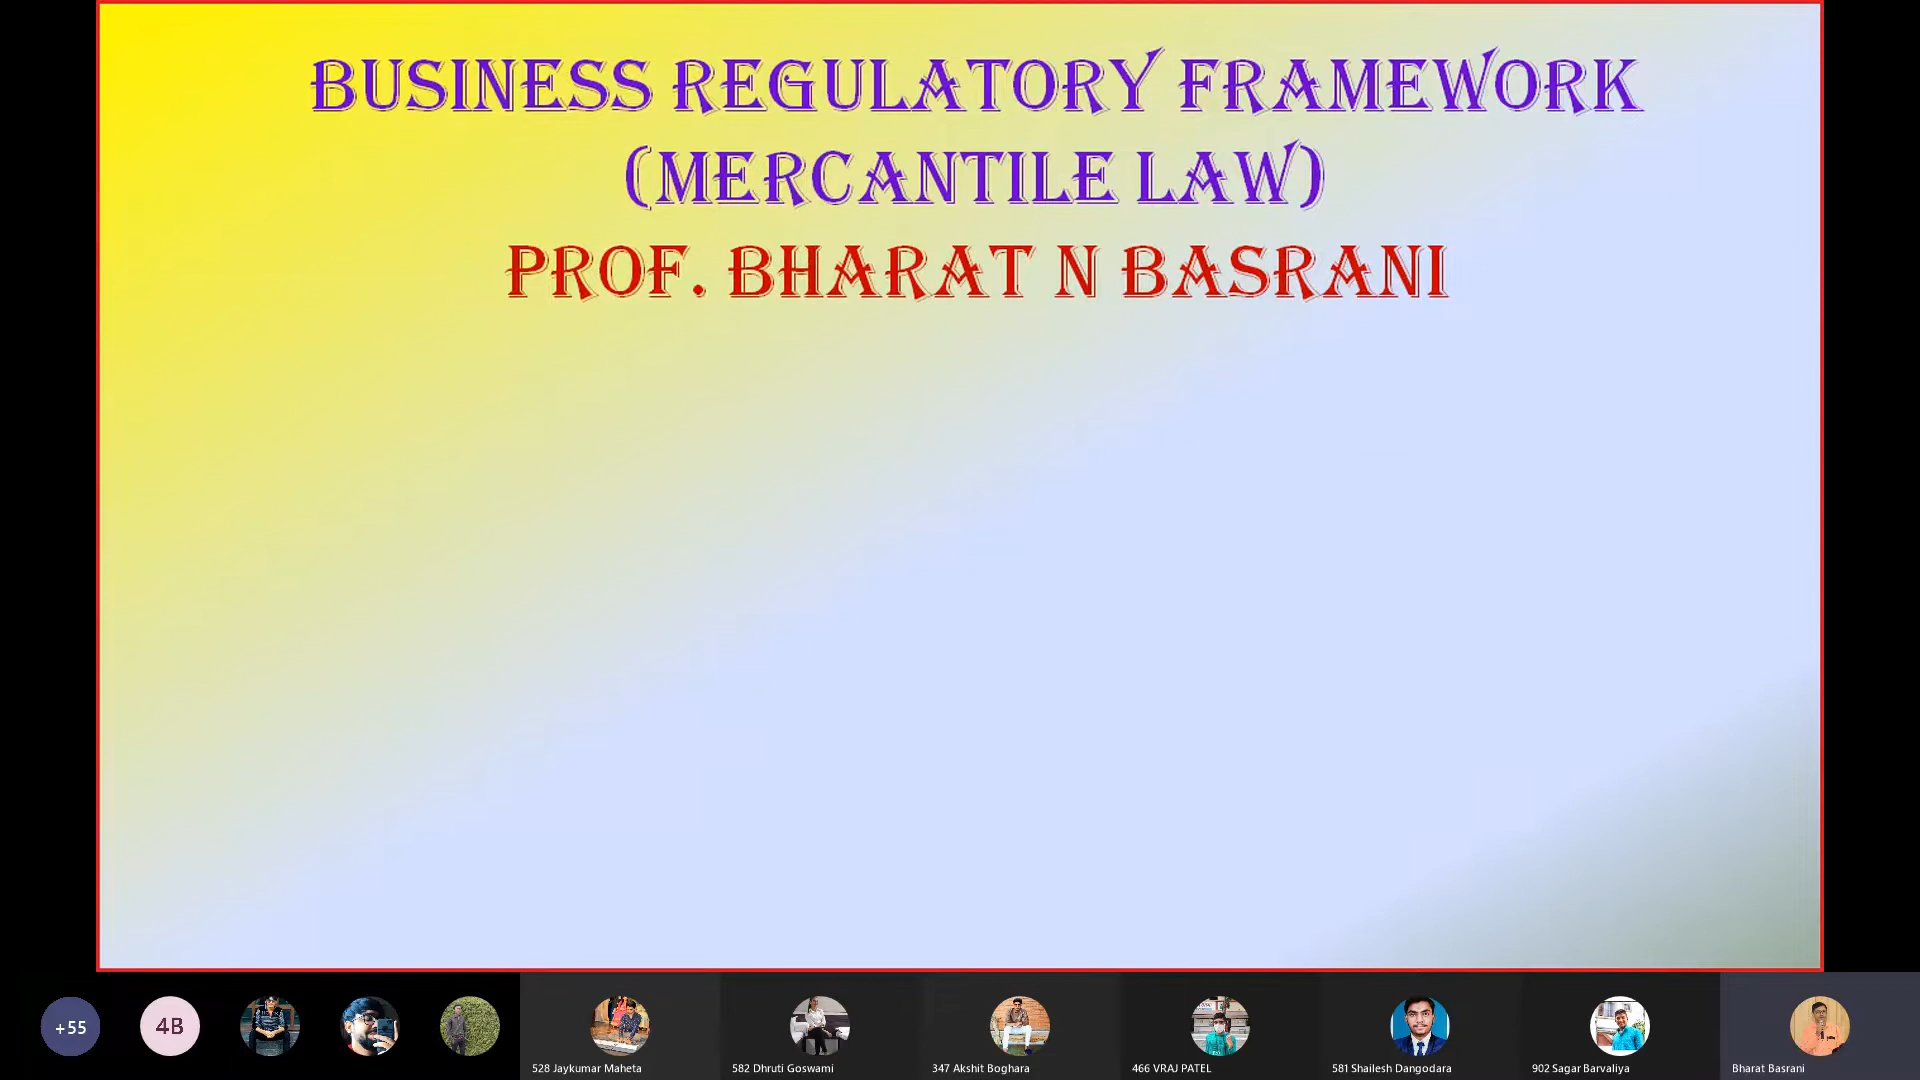 BUSINESS REGULATORY FRAMEWORK
(MERCANTILE LAW)
PROF. BHARAT N BASRANI
+55
4B
528 Jaykumar Maheta
582 Dhruti Goswami
347 Akshit Boghara
466 VRAJ PATEL
581 Shailesh Dangodara
902 Sagar Barvaliya
Bharat Basrani